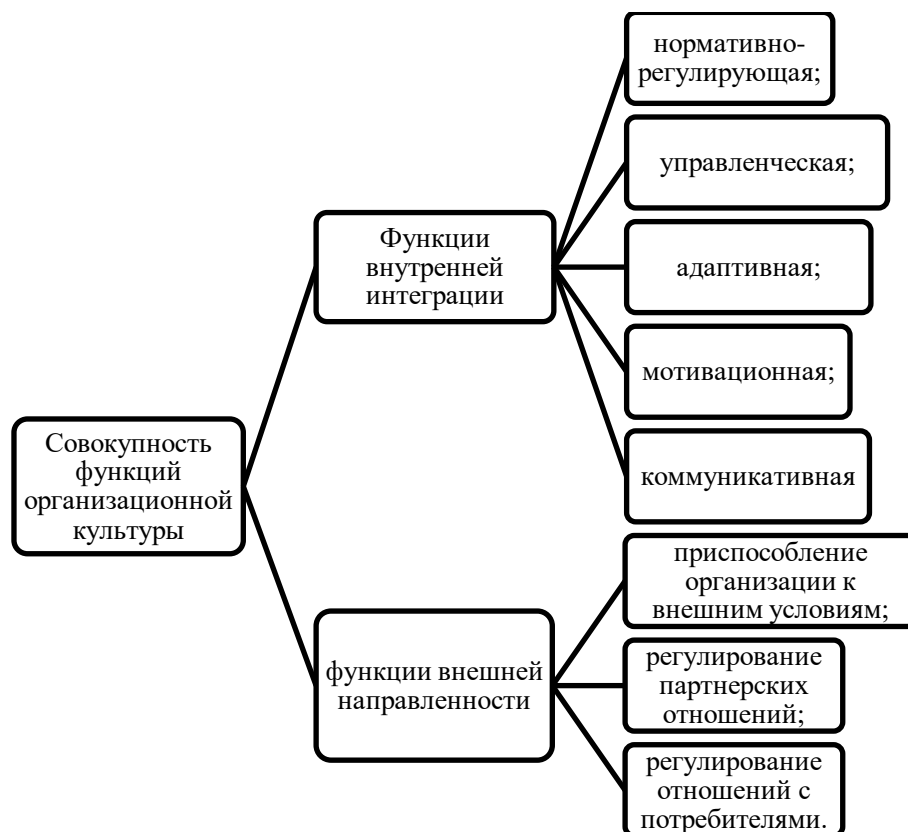 Совокупность
функций
организационной
культуры
Функции
внутренней
интеграции
нормативно-
регулирующая;
управленческая;
адаптивная;
мотивационная;
коммуникативная
функции внешней
направленности
приспособление
организации к
внешним условиям;
регулирование
партнерских
отношений;
регулирование
отношений с
потребителями.